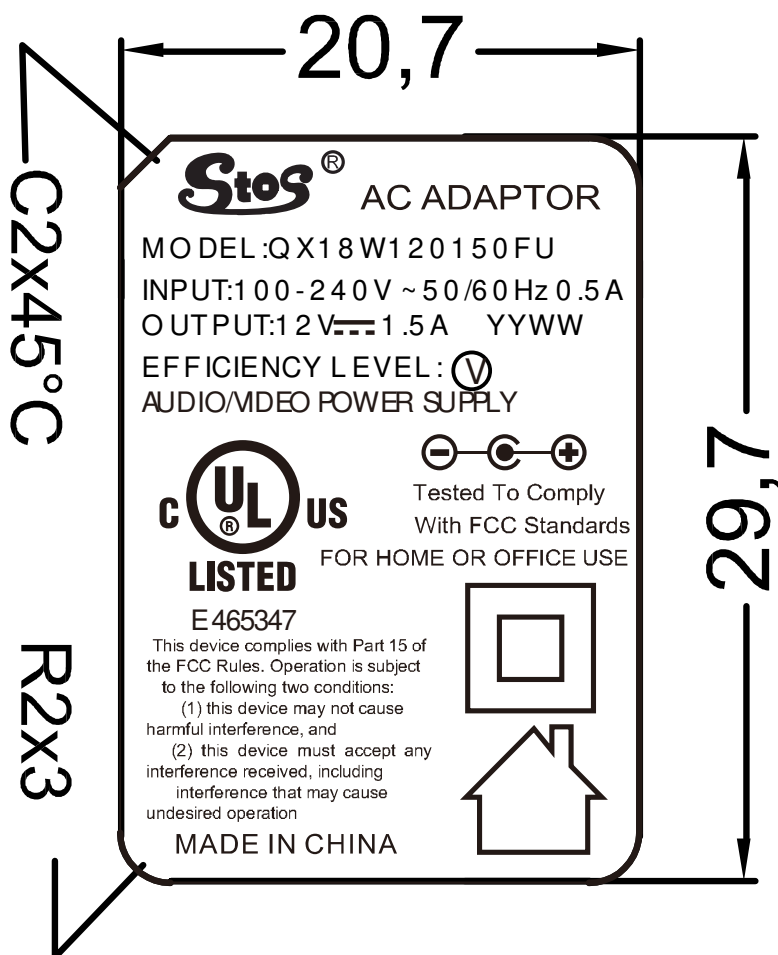 20,7
C2x45°C
Stos®
AC ADAPTOR
MODEL:QX18W120150FU
INPUT:100-240V ~ 50/60Hz 0.5A
OUTPUT:12V⎓1.5A YYWW
EFFICIENCY LEVEL: Ⓥ
AUDIO/VIDEO POWER SUPPLY
Tested To Comply
With FCC Standards
FOR HOME OR OFFICE USE
C UL® US
LISTED
E465347
This device complies with Part 15 of
the FCC Rules. Operation is subject
to the following two conditions:
(1) this device may not cause
harmful interference, and
(2) this device must accept any
interference received, including
interference that may cause
undesired operation
MADE IN CHINA
29,7
R2x3